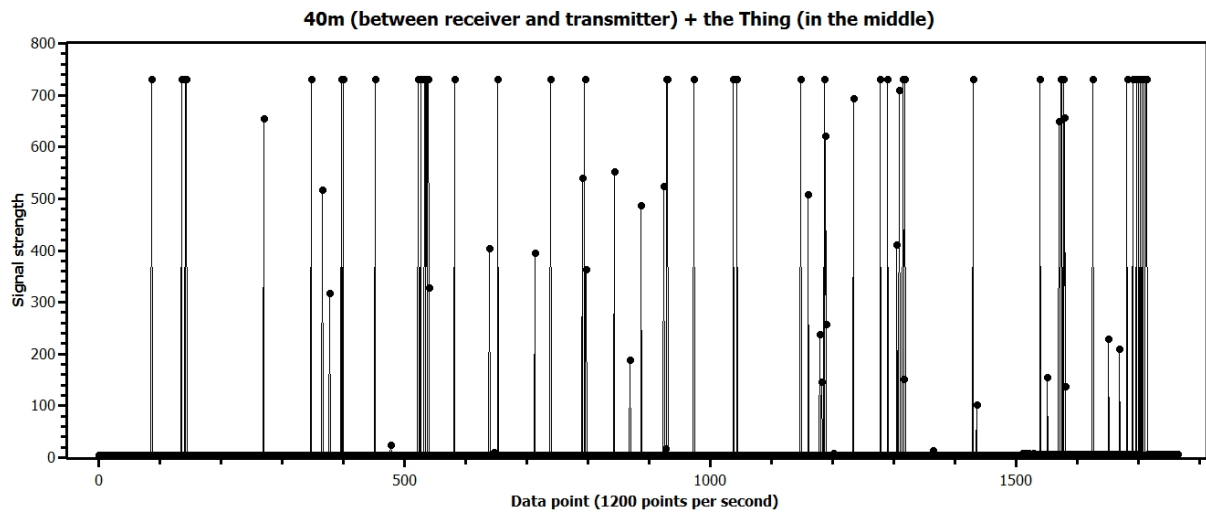 40m (between receiver and transmitter) + the Thing (in the middle)
800
700
600
500
400
300
200
100
0
Signal strength
0 500 1000 1500
Data point (1200 points per second)